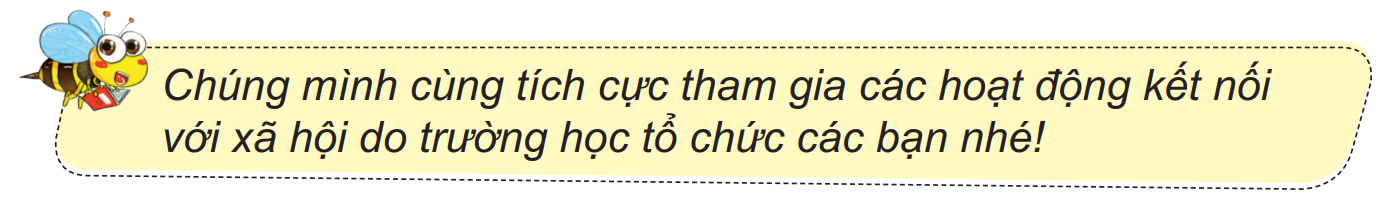 Chúng mình cùng tích cực tham gia các hoạt động kết nối
với xã hội do trường học tổ chức các bạn nhé!